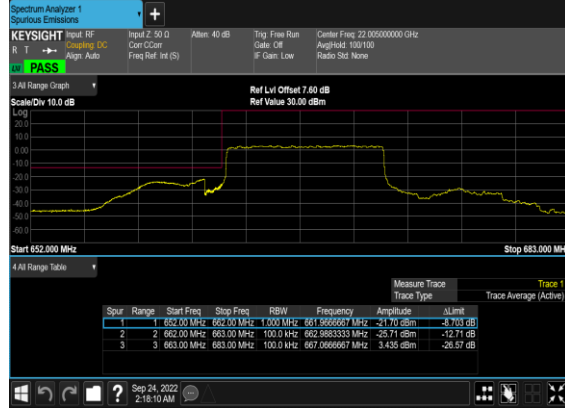 Spectrum Analyzer 1
Spurious Emissions
+
KEYSIGHT Input: RF Input Z: 50 Ω Atten: 40 dB Trig: Free Run Center Freq: 22.005000000 GHz
R T Coupling: DC Corr CCorr Gate: Off Avg|Hold: 100/100
Align: Auto Freq Ref: Int (S) IF Gain: Low Radio Std: None
LW PASS
3 All Range Graph
Ref Lvl Offset 7.60 dB
Scale/Div 10.0 dB Ref Value 30.00 dBm
Log
20.0
10.0
0.00
-10.0
-20.0
-30.0
-40.0
-50.0
-60.0
Start 652.000 MHz Stop 683.000 MH
4 All Range Table
Measure Trace Trace 1
Trace Type Trace Average (Active)
Spur Range Start Freq Stop Freq RBW Frequency Amplitude ΔLimit
1 1 652.00 MHz 662.00 MHz 1.000 MHz 661.9666667 MHz -21.70 dBm -8.703 dB
2 2 662.00 MHz 663.00 MHz 100.0 kHz 662.9883333 MHz -25.71 dBm -12.71 dB
3 3 663.00 MHz 683.00 MHz 100.0 kHz 667.0666667 MHz 3.435 dBm -26.57 dB
? Sep 24, 2022
2:18:10 AM